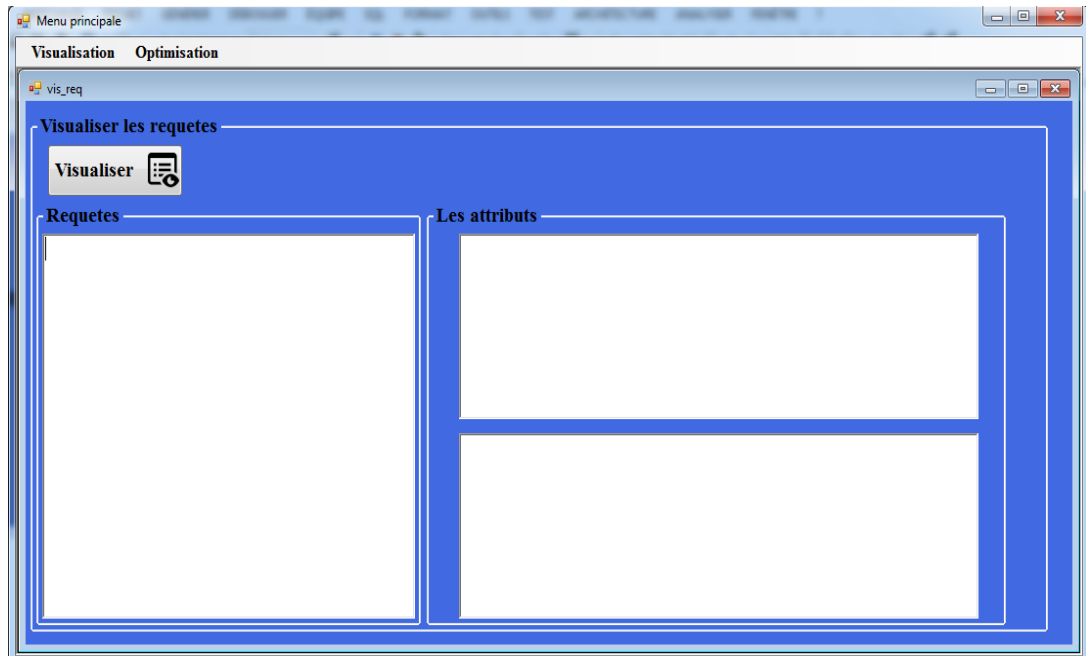 Menu principale
Visualisation Optimisation
vis_req
Visualiser les requetes
Visualiser
Requetes
Les attributs